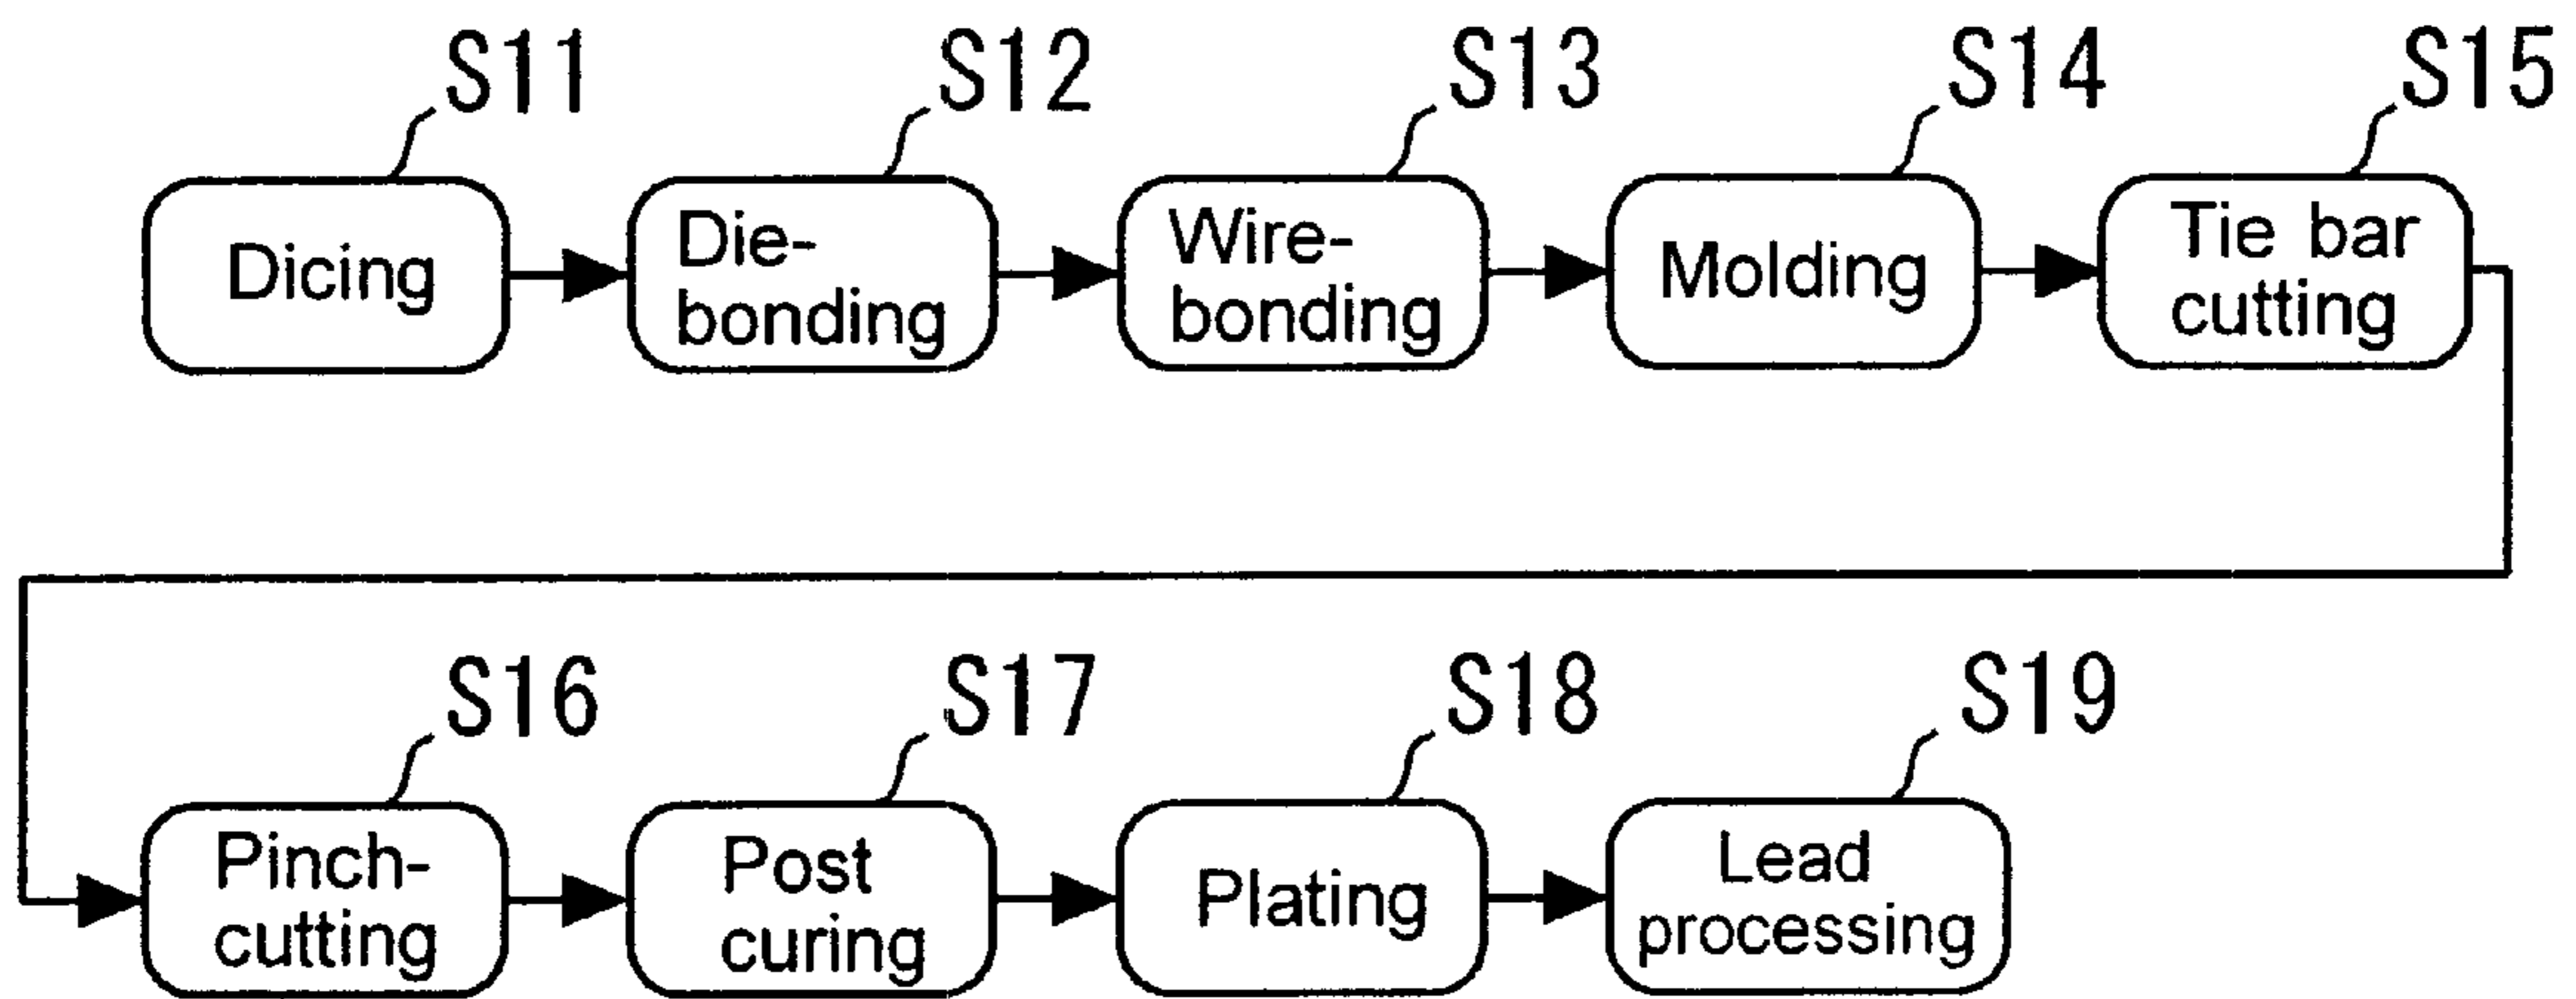 S11
S12
S13
S14
S15
Dicing
Die-
bonding
Wire-
bonding
Molding
Tie bar
cutting
S16
S17
S18
S19
Pinch-
cutting
Post
curing
Plating
Lead
processing